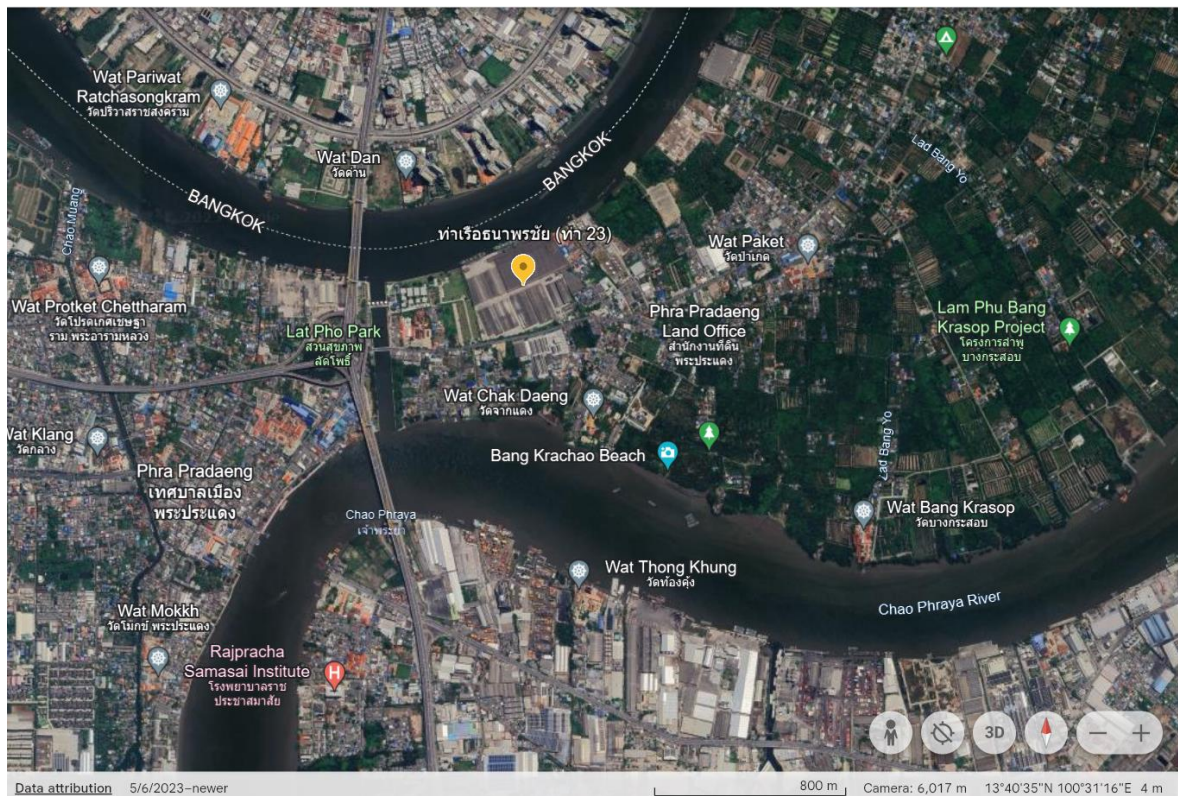 Wat Pariwat
Ratchasongkram
วัดปริวาสราชสงคราม
Wat Dan
วัดด่าน
BANGKOK
BANGKOK
Lad Bang Yo
Chao Muang
ท่าเรือธนาพรชัย (ท่า 23)
Wat Paket
วัดป่าเกด
Wat Protket Chettharam
วัดโปรดเกศเชษฐา
ราม พระอารามหลวง
Lat Pho Park
สวนสุขภาพ
ลัดโพธิ์
Phra Pradaeng
Land Office
สำนักงานที่ดิน
พระประแดง
Lam Phu Bang
Krasop Project
โครงการลำพู
บางกระสอบ
Wat Chak Daeng
วัดจากแดง
Wat Klang
วัดกลาง
Bang Krachao Beach
Lad Bang Yo
Phra Pradaeng
เทศบาลเมือง
พระประแดง
Chao Phraya
เจ้าพระยา
Wat Bang Krasop
วัดบางกระสอบ
Wat Thong Khung
วัดท้องคุ้ง
Chao Phraya River
Wat Mokkh
วัดโมกข์ พระประแดง
Rajpracha
Samasai Institute
โรงพยาบาลราช
ประชาสมาสัย
H
3D
Data attribution 5/6/2023–newer 800 m Camera: 6,017 m 13°40'35"N 100°31'16"E 4 m